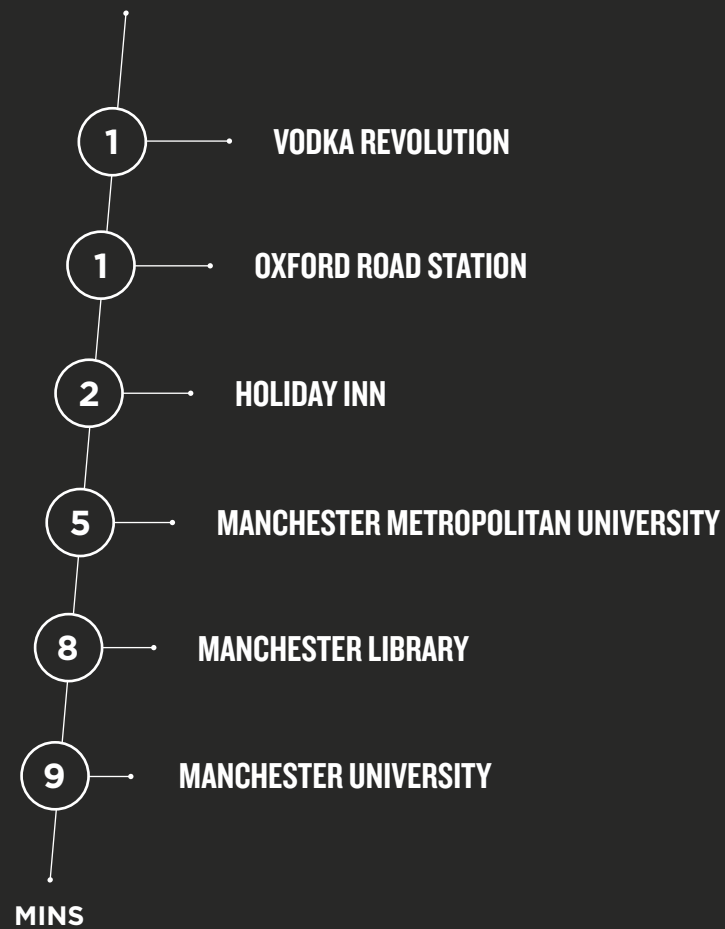 1 VODKA REVOLUTION
1 OXFORD ROAD STATION
2 HOLIDAY INN
5 MANCHESTER METROPOLITAN UNIVERSITY
8 MANCHESTER LIBRARY
9 MANCHESTER UNIVERSITY
MINS